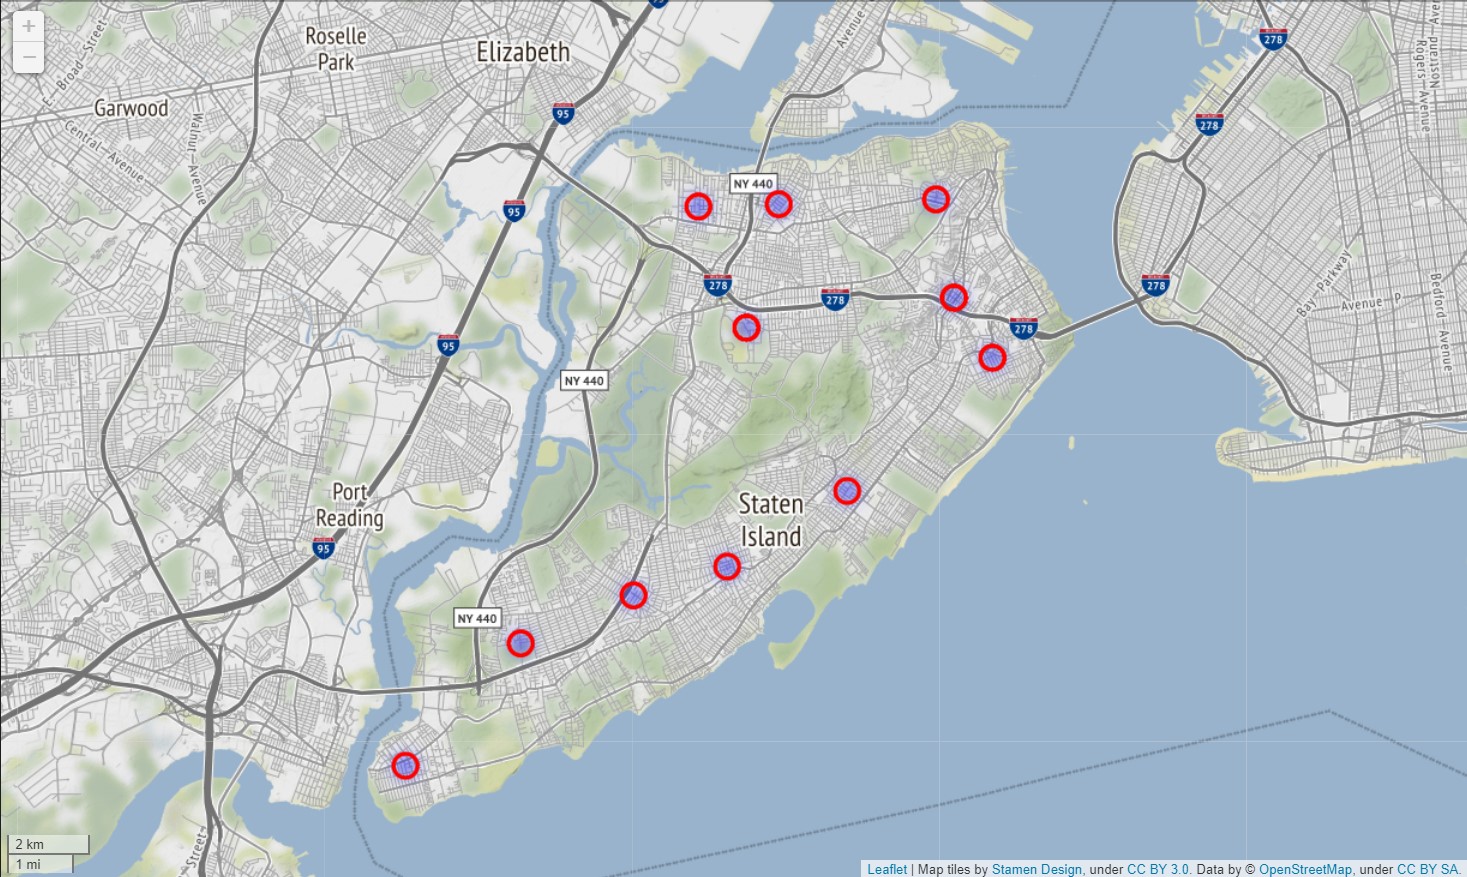 +
−
Roselle
Park
Elizabeth
Garwood
E- Broad-Street
Central-Avenue
Walnut-Avenue
Avenue
95
95
95
95
278
278
278
278
278
278
NY 440
NY 440
NY 440
Rogers-Avenue
Bay-Parkway
Avenue-P
Bedford Avenue
Port
Reading
Staten
Island
Street
2 km
1 mi
Leaflet | Map tiles by Stamen Design, under CC BY 3.0. Data by © OpenStreetMap, under CC BY SA.